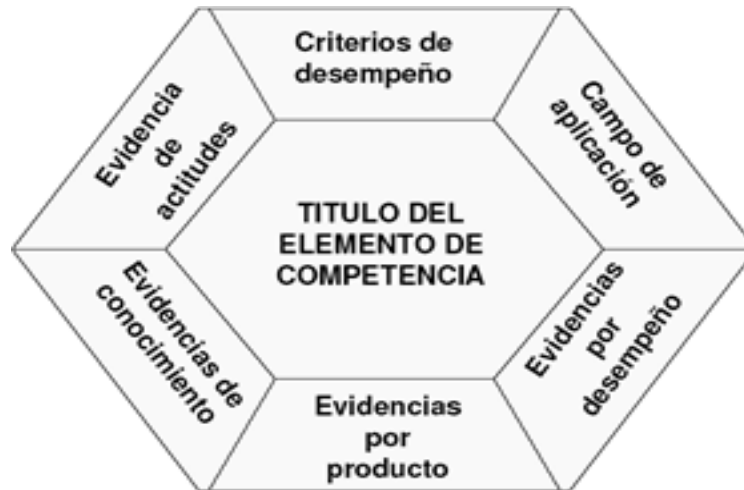 Criterios de
desempeño
Campo de
aplicación
Evidencias
por
desempeño
Evidencias
por
producto
Evidencias de
conocimiento
Evidencia
de
actitudes
TITULO DEL
ELEMENTO DE
COMPETENCIA